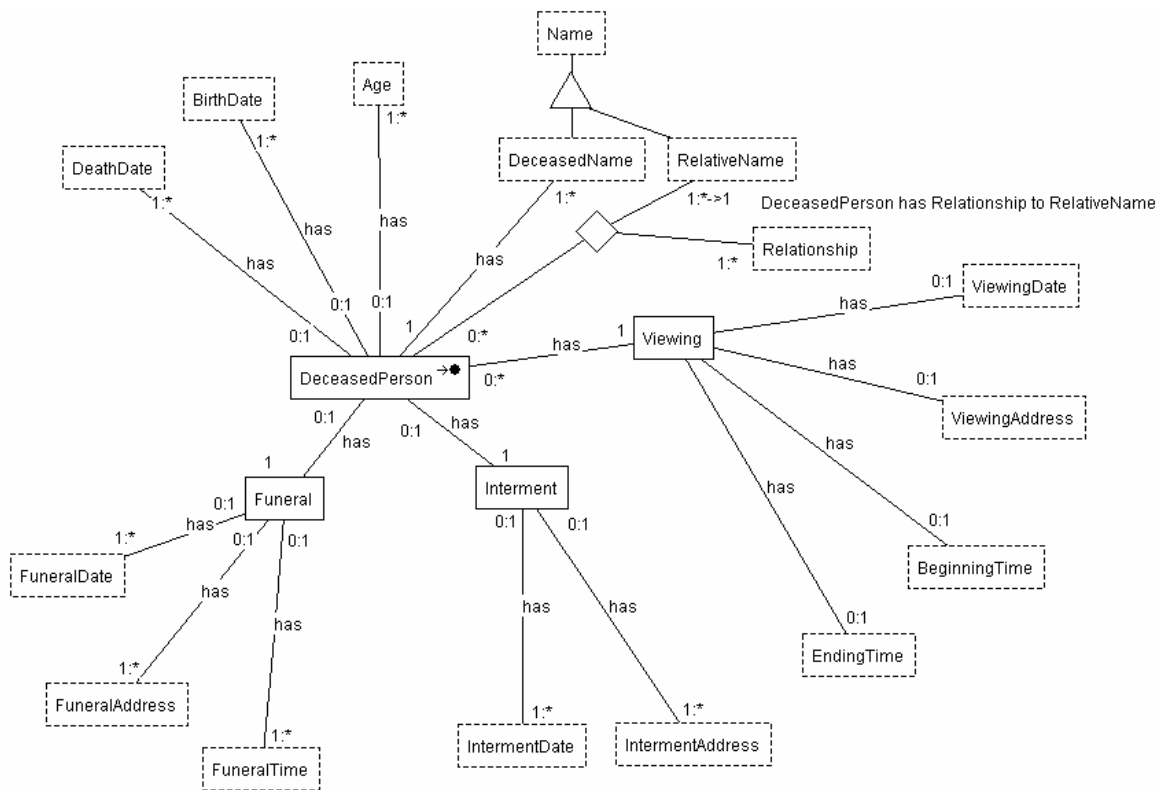 Name
Age
BirthDate
1:*
1:*
DeceasedName
RelativeName
DeathDate
1:*
1:*
1:*->1
DeceasedPerson has Relationship to RelativeName
has
has
has
has
Relationship
1:*
0:1
ViewingDate
has
0:1
0:1
0:1
1
0:*
1
Viewing
has
has
DeceasedPerson
0:*
0:1
ViewingAddress
0:1
0:1
has
has
has
1
1
has
Funeral
Interment
0:1
has
0:1
0:1
0:1
0:1
has
1:*
FuneralDate
0:1
BeginningTime
has
has
has
has
0:1
EndingTime
1:*
FuneralAddress
1:*
1:*
1:*
IntermentDate
IntermentAddress
FuneralTime